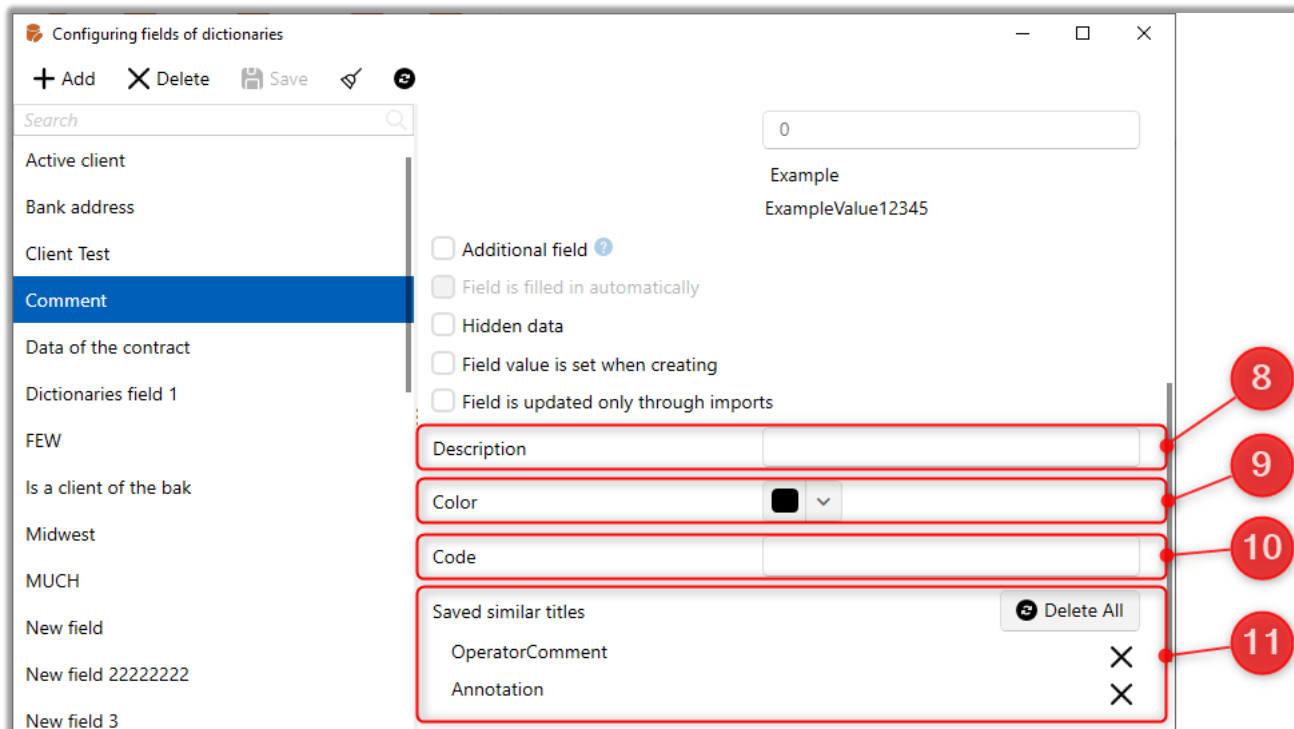 Configuring fields of dictionaries
Add Delete Save
Search
Active client
Bank address
Client Test
Comment
Data of the contract
Dictionaries field 1
FEW
Is a client of the bak
Midwest
MUCH
New field
New field 22222222
New field 3
0
Example
ExampleValue12345
Additional field ?
Field is filled in automatically
Hidden data
Field value is set when creating
Field is updated only through imports
Description
8
Color
9
Code
10
Saved similar titles Delete All
OperatorComment
Annotation
11